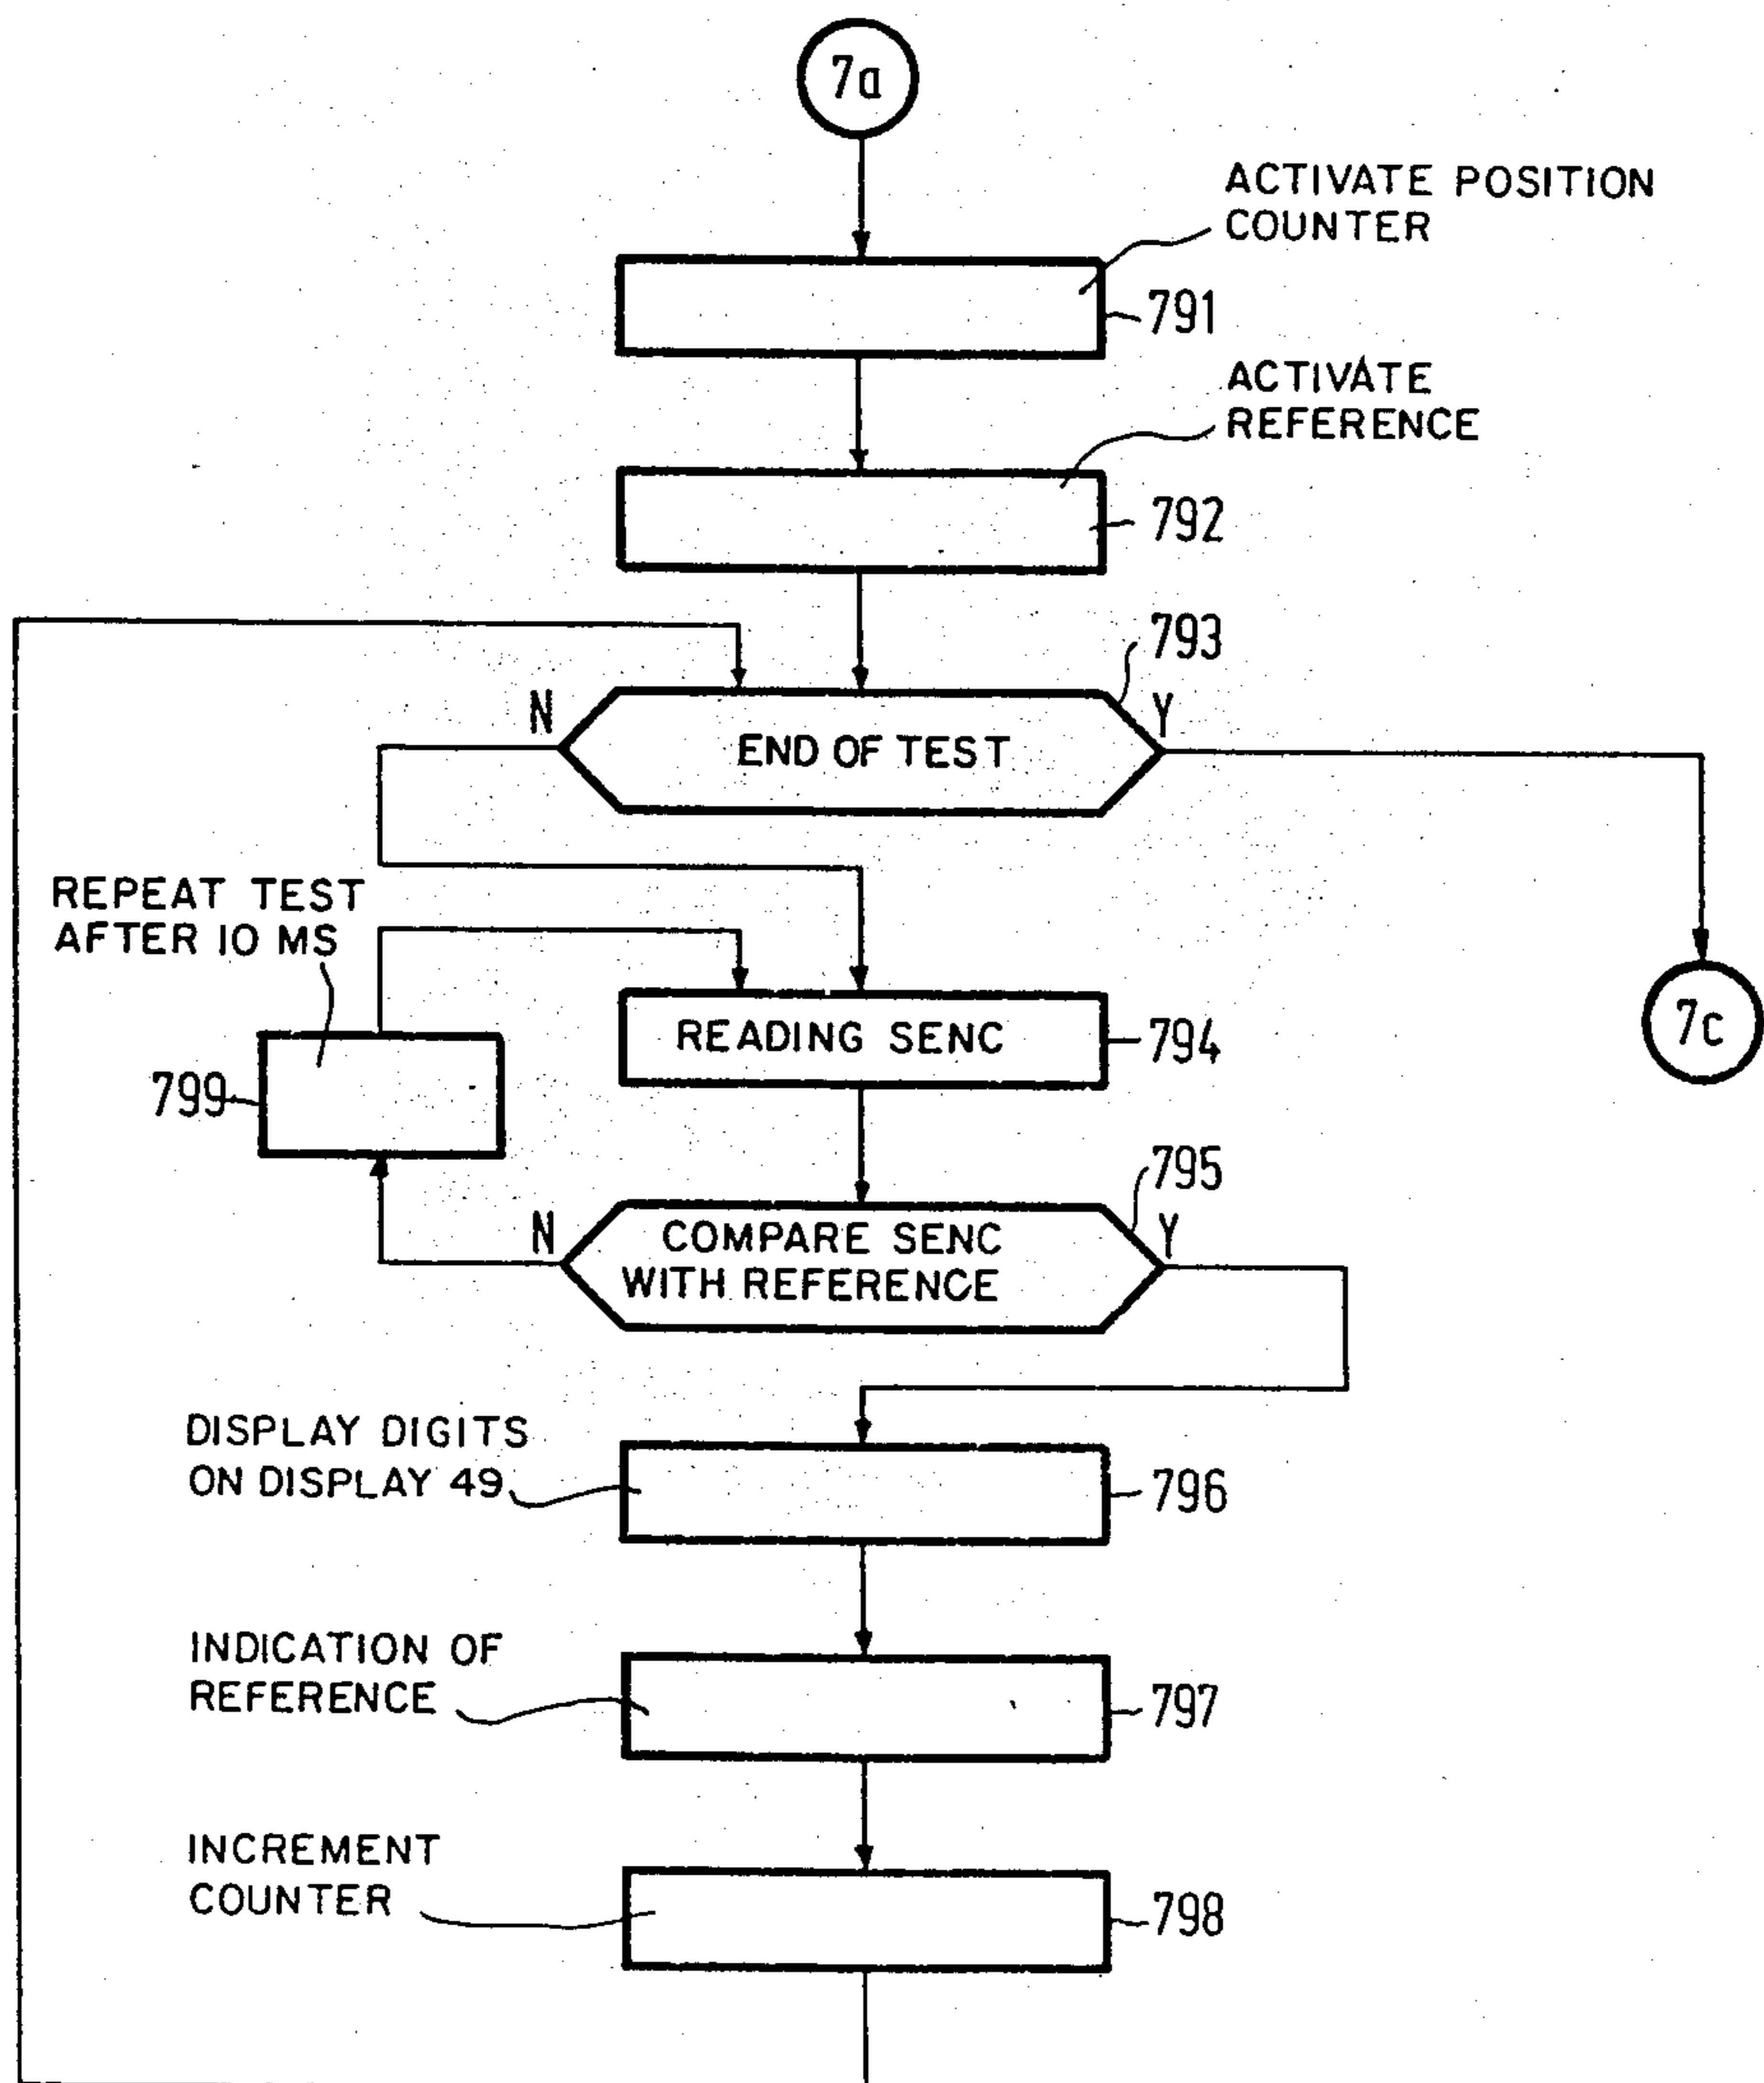 7a
ACTIVATE POSITION
COUNTER
791
ACTIVATE
REFERENCE
792
793
N
Y
END OF TEST
REPEAT TEST
AFTER 10 MS
READING SENC
794
7c
799
795
N
Y
COMPARE SENC
WITH REFERENCE
DISPLAY DIGITS
ON DISPLAY 49
796
INDICATION OF
REFERENCE
797
INCREMENT
COUNTER
798